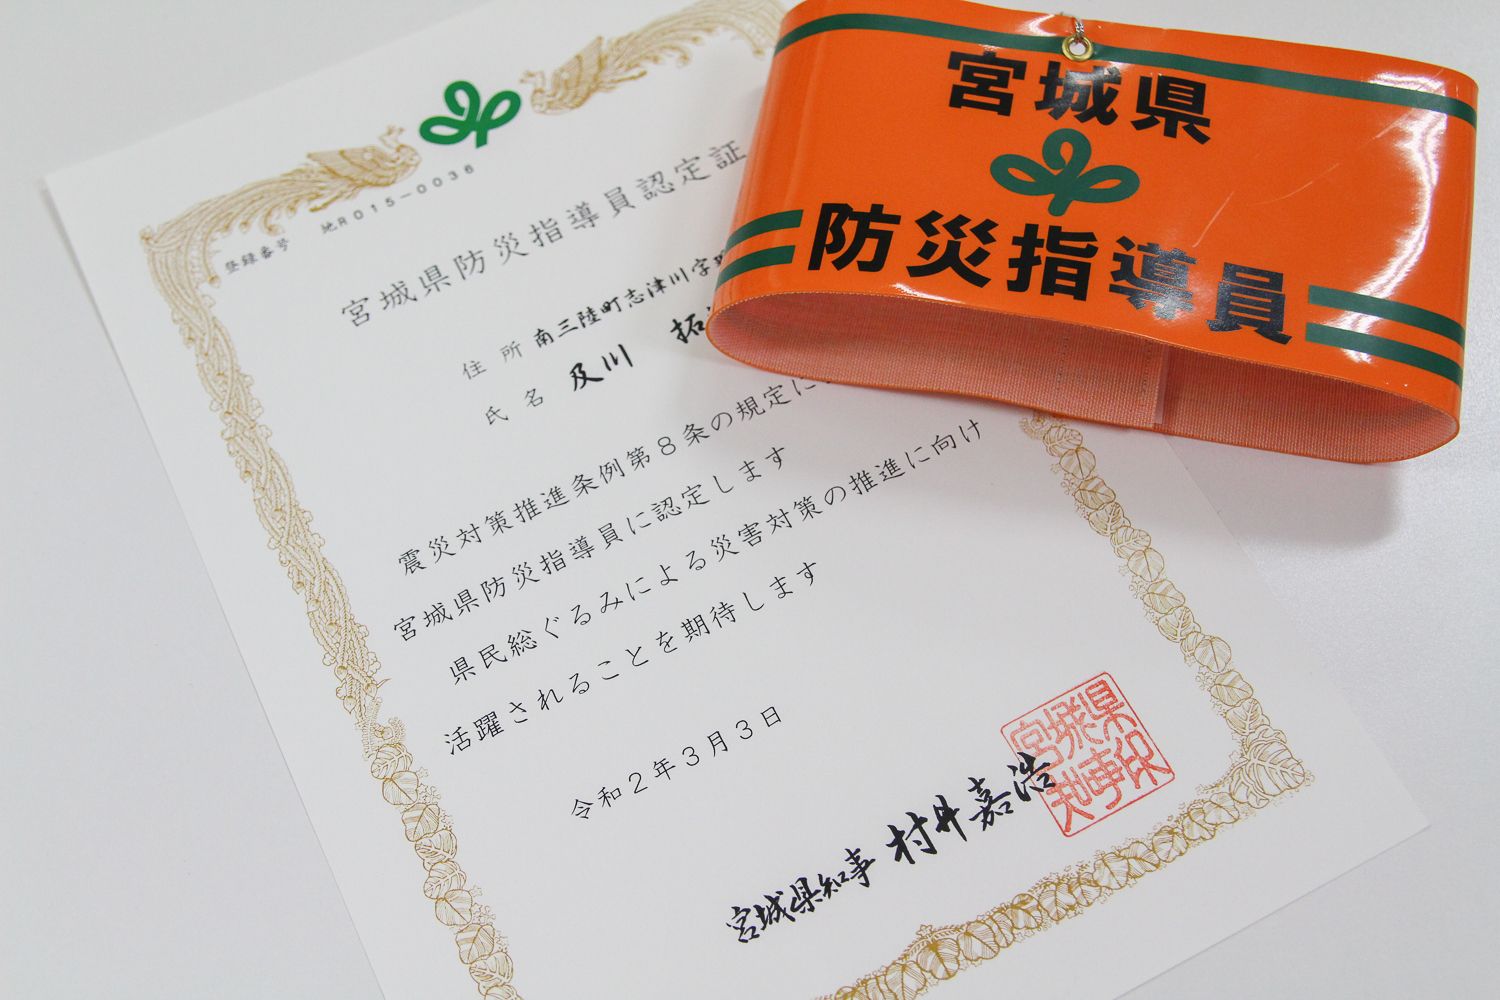 登録番号 地R015-0036
宮城県防災指導員認定証
住所 南三陸町志津川字
氏名 及川 拓
震災対策推進条例第8条の規定に
宮城県防災指導員に認定します
県民総ぐるみによる災害対策の推進に向け
活躍されることを期待します
令和2年3月3日
宮城県知事 村井嘉浩
宮城県知事印
宮城県
防災指導員